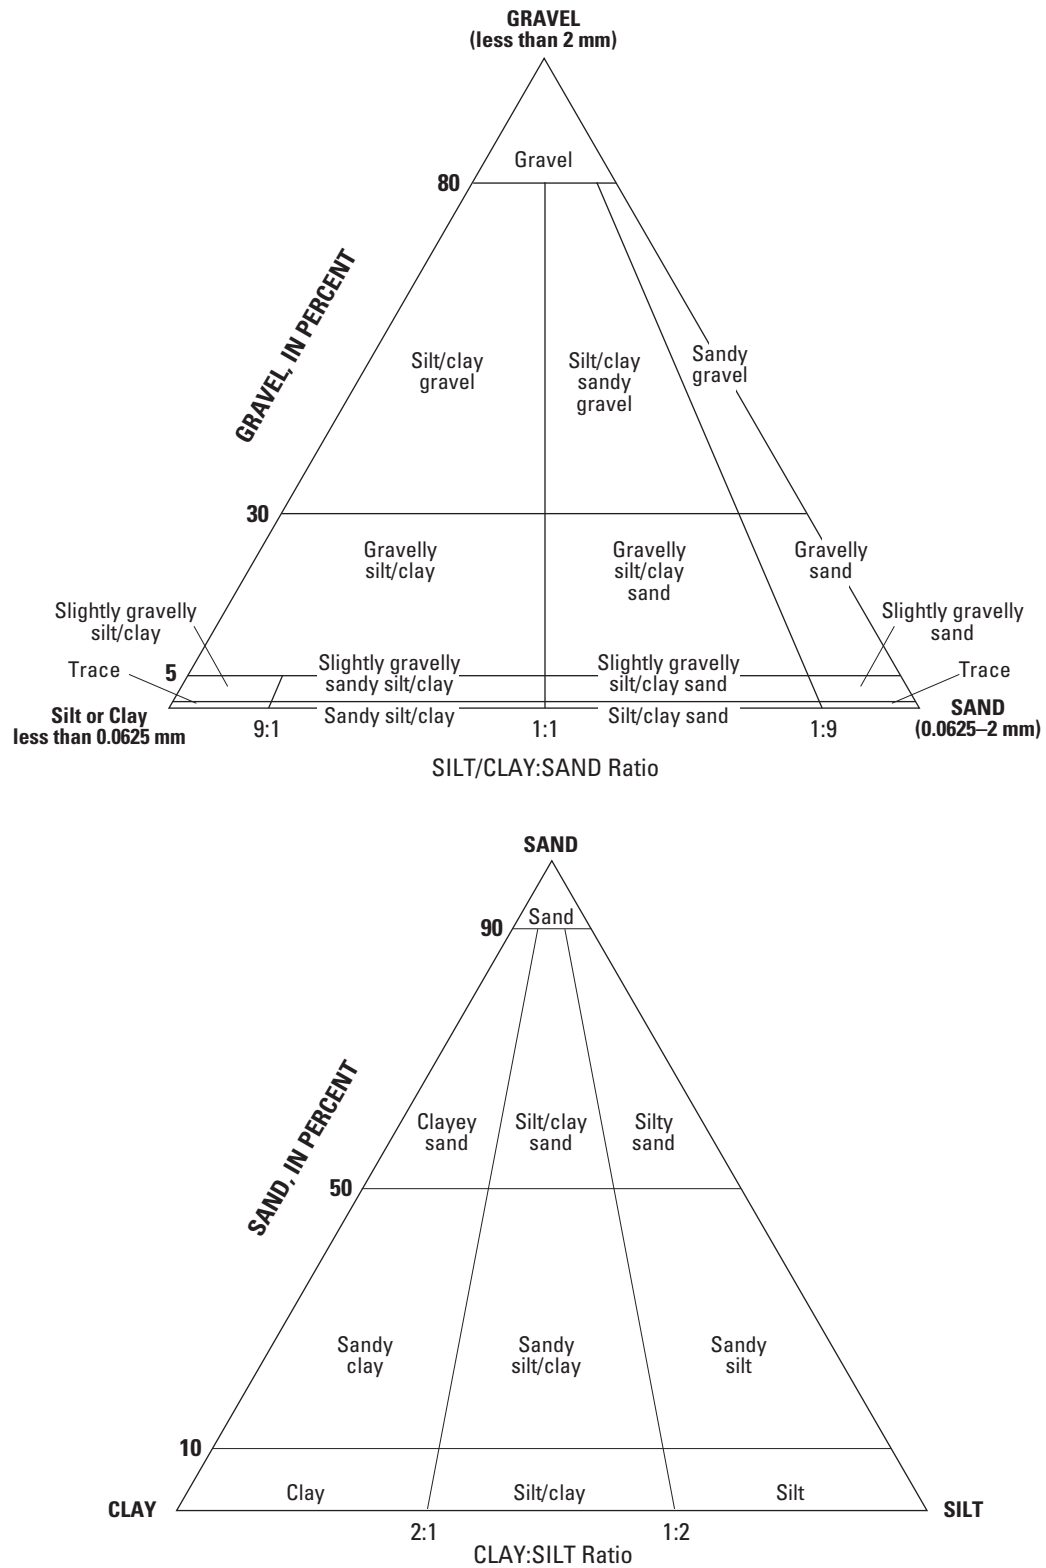 GRAVEL
(less than 2 mm)
Gravel
80
GRAVEL, IN PERCENT
Silt/clay
gravel
Silt/clay
sandy
gravel
Sandy
gravel
30
Gravelly
silt/clay
Gravelly
silt/clay
sand
Gravelly
sand
Slightly gravelly
silt/clay
Slightly gravelly
sand
Trace
5
Slightly gravelly
sandy silt/clay
Slightly gravelly
silt/clay sand
Trace
Silt or Clay
less than 0.0625 mm
Sandy silt/clay
Silt/clay sand
SAND
(0.0625–2 mm)
9:1
1:1
1:9
SILT/CLAY:SAND Ratio
SAND
Sand
90
SAND, IN PERCENT
Clayey
sand
Silt/clay
sand
Silty
sand
50
Sandy
clay
Sandy
silt/clay
Sandy
silt
10
CLAY
Clay
Silt/clay
Silt
SILT
2:1
1:2
CLAY:SILT Ratio